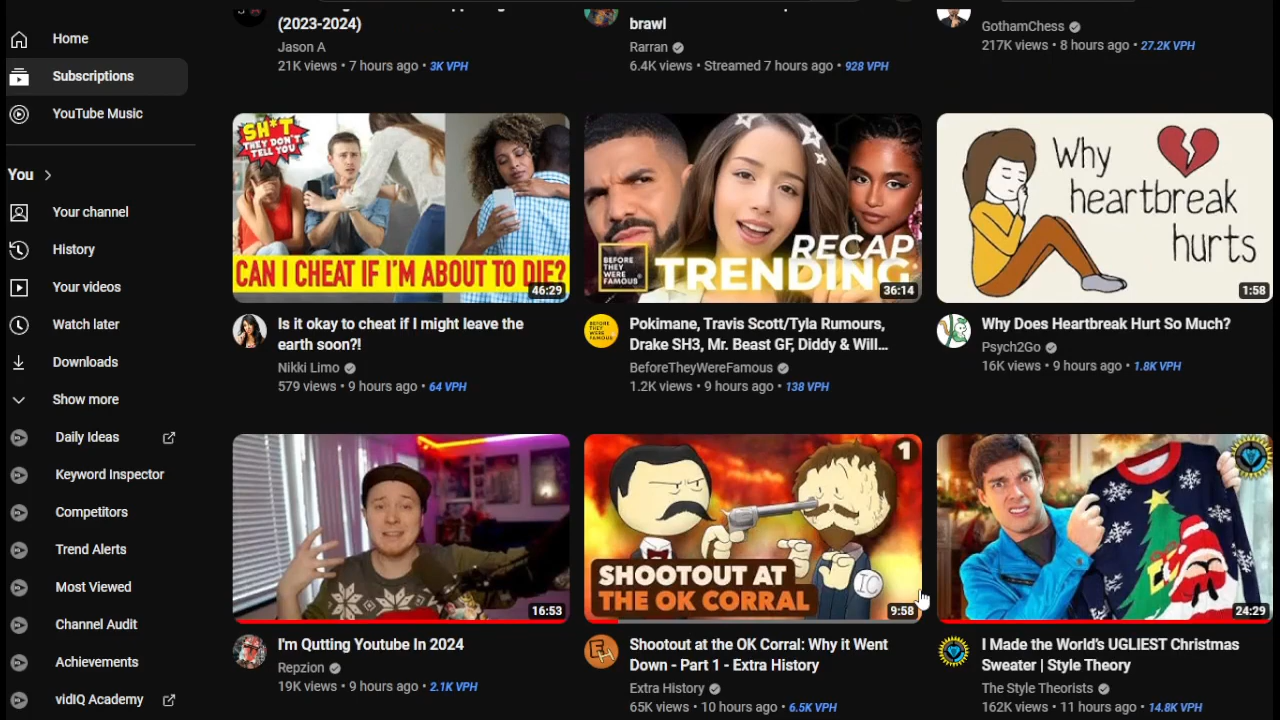 Home
Subscriptions
YouTube Music
You
Your channel
History
Your videos
Watch later
Downloads
Show more
Daily Ideas
Keyword Inspector
Competitors
Trend Alerts
Most Viewed
Channel Audit
Achievements
vidIQ Academy
(2023-2024)
Jason A
21K views • 7 hours ago • 3K VPH
brawl
Rarran
6.4K views • Streamed 7 hours ago • 928 VPH
GothamChess
217K views • 8 hours ago • 27.2K VPH
SH*T
THEY DON'T
TELL YOU
CAN I CHEAT IF I'M ABOUT TO DIE?
46:29
Is it okay to cheat if I might leave the
earth soon?!
Nikki Limo
579 views • 9 hours ago • 64 VPH
BEFORE
THEY
WERE
FAMOUS
RECAP
TRENDING
36:14
BEFORE
THEY
WERE
FAMOUS
Pokimane, Travis Scott/Tyla Rumours,
Drake SH3, Mr. Beast GF, Diddy & Will...
BeforeTheyWereFamous
1.2K views • 9 hours ago • 138 VPH
Why
heartbreak
hurts
1:58
Why Does Heartbreak Hurt So Much?
Psych2Go
16K views • 9 hours ago • 1.8K VPH
16:53
I'm Qutting Youtube In 2024
Repzion
19K views • 9 hours ago • 2.1K VPH
1
SHOOTOUT AT
THE OK CORRAL
IC
9:58
EH
Shootout at the OK Corral: Why it Went
Down - Part 1 - Extra History
Extra History
65K views • 10 hours ago • 6.5K VPH
24:29
I Made the World's UGLIEST Christmas
Sweater | Style Theory
The Style Theorists
162K views • 11 hours ago • 14.8K VPH